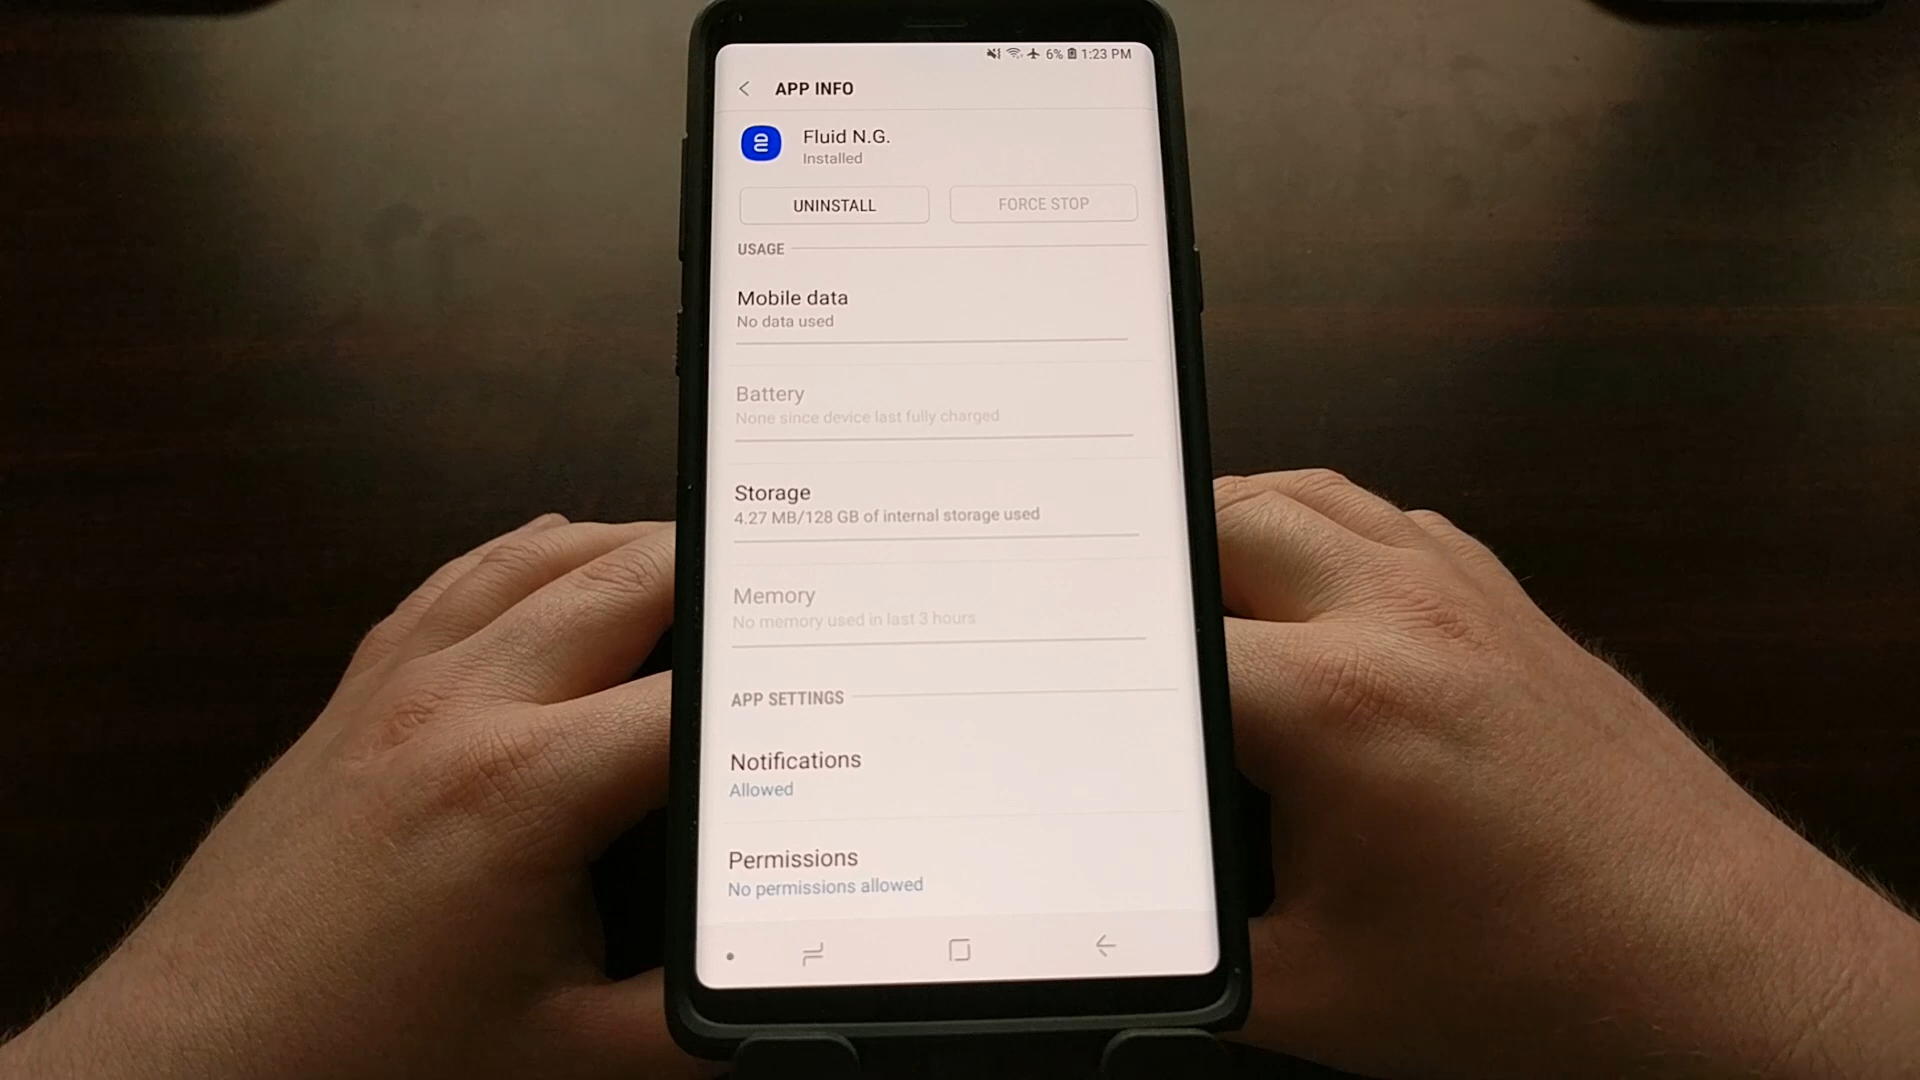 6% 1:23 PM
APP INFO
Fluid N.G.
Installed
UNINSTALL
FORCE STOP
USAGE
Mobile data
No data used
Battery
None since device last fully charged
Storage
4.27 MB/128 GB of internal storage used
Memory
No memory used in last 3 hours
APP SETTINGS
Notifications
Allowed
Permissions
No permissions allowed